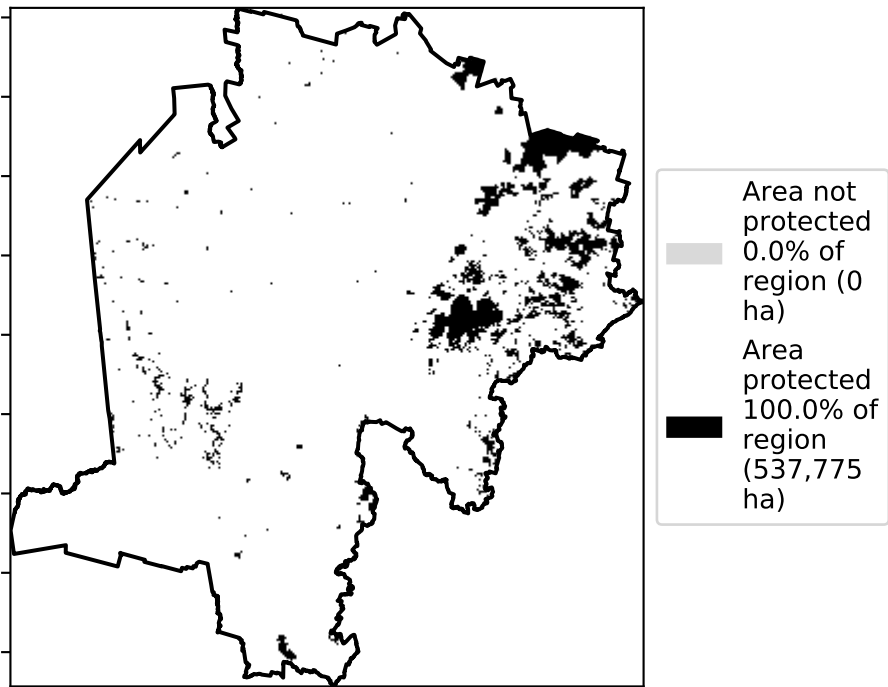 Area not
protected
0.0% of
region (0
ha)
Area
protected
100.0% of
region
(537,775
ha)